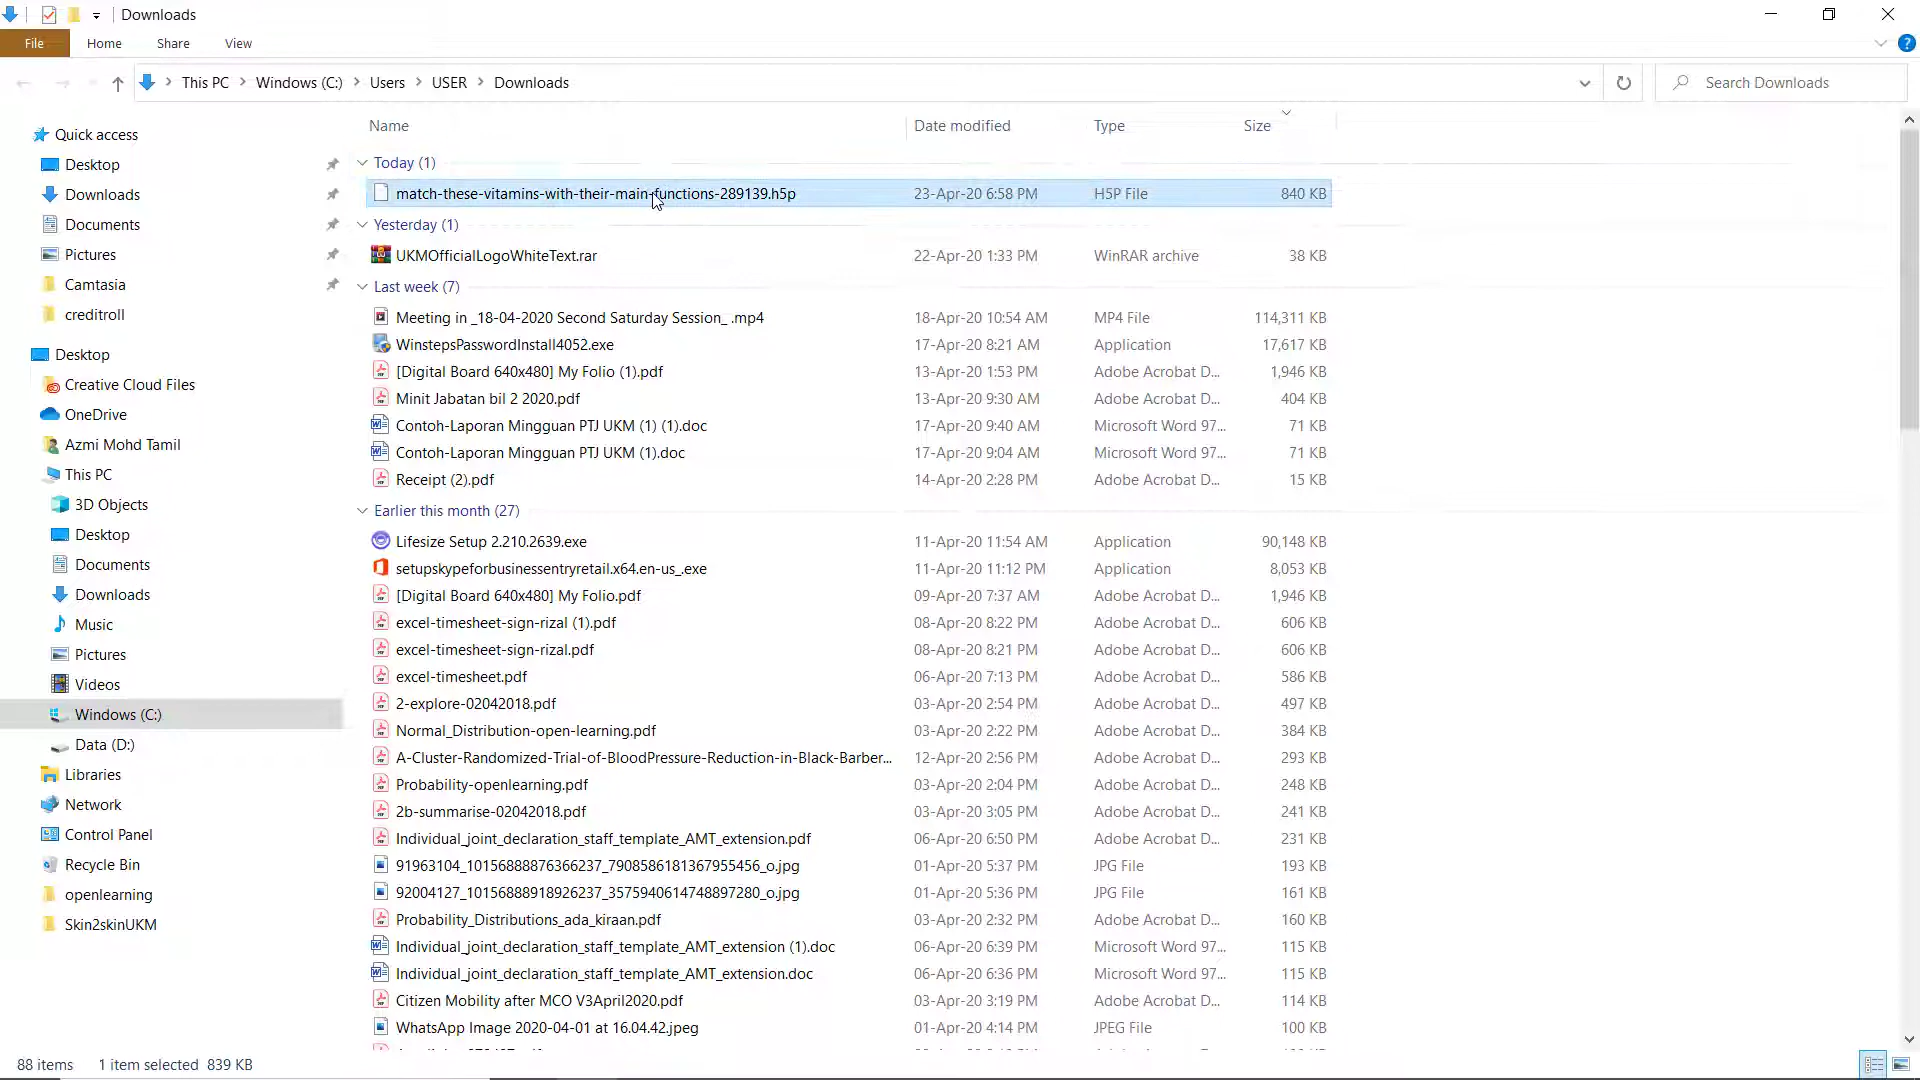 Downloads
File Home Share View
This PC Windows (C:) Users USER Downloads Search Downloads
Name Date modified Type Size
Quick access
Desktop
Downloads
Documents
Pictures
Camtasia
creditroll
Desktop
Creative Cloud Files
OneDrive
Azmi Mohd Tamil
This PC
3D Objects
Desktop
Documents
Downloads
Music
Pictures
Videos
Windows (C:)
Data (D:)
Libraries
Network
Control Panel
Recycle Bin
openlearning
Skin2skinUKM
Today (1)
match-these-vitamins-with-their-main-functions-289139.h5p 23-Apr-20 6:58 PM H5P File 840 KB
Yesterday (1)
UKMOfficialLogoWhiteText.rar 22-Apr-20 1:33 PM WinRAR archive 38 KB
Last week (7)
Meeting in _18-04-2020 Second Saturday Session_ .mp4 18-Apr-20 10:54 AM MP4 File 114,311 KB
WinstepsPasswordInstall4052.exe 17-Apr-20 8:21 AM Application 17,617 KB
[Digital Board 640x480] My Folio (1).pdf 13-Apr-20 1:53 PM Adobe Acrobat D... 1,946 KB
Minit Jabatan bil 2 2020.pdf 13-Apr-20 9:30 AM Adobe Acrobat D... 404 KB
Contoh-Laporan Mingguan PTJ UKM (1) (1).doc 17-Apr-20 9:40 AM Microsoft Word 97... 71 KB
Contoh-Laporan Mingguan PTJ UKM (1).doc 17-Apr-20 9:04 AM Microsoft Word 97... 71 KB
Receipt (2).pdf 14-Apr-20 2:28 PM Adobe Acrobat D... 15 KB
Earlier this month (27)
Lifesize Setup 2.210.2639.exe 11-Apr-20 11:54 AM Application 90,148 KB
setupskypeforbusinessentryretail.x64.en-us_.exe 11-Apr-20 11:12 PM Application 8,053 KB
[Digital Board 640x480] My Folio.pdf 09-Apr-20 7:37 AM Adobe Acrobat D... 1,946 KB
excel-timesheet-sign-rizal (1).pdf 08-Apr-20 8:22 PM Adobe Acrobat D... 606 KB
excel-timesheet-sign-rizal.pdf 08-Apr-20 8:21 PM Adobe Acrobat D... 606 KB
excel-timesheet.pdf 06-Apr-20 7:13 PM Adobe Acrobat D... 586 KB
2-explore-02042018.pdf 03-Apr-20 2:54 PM Adobe Acrobat D... 497 KB
Normal_Distribution-open-learning.pdf 03-Apr-20 2:22 PM Adobe Acrobat D... 384 KB
A-Cluster-Randomized-Trial-of-BloodPressure-Reduction-in-Black-Barber... 12-Apr-20 2:56 PM Adobe Acrobat D... 293 KB
Probability-openlearning.pdf 03-Apr-20 2:04 PM Adobe Acrobat D... 248 KB
2b-summarise-02042018.pdf 03-Apr-20 3:05 PM Adobe Acrobat D... 241 KB
Individual_joint_declaration_staff_template_AMT_extension.pdf 06-Apr-20 6:50 PM Adobe Acrobat D... 231 KB
91963104_10156888876366237_7908586181367955456_o.jpg 01-Apr-20 5:37 PM JPG File 193 KB
92004127_10156888918926237_3575940614748897280_o.jpg 01-Apr-20 5:36 PM JPG File 161 KB
Probability_Distributions_ada_kiraan.pdf 03-Apr-20 2:32 PM Adobe Acrobat D... 160 KB
Individual_joint_declaration_staff_template_AMT_extension (1).doc 06-Apr-20 6:39 PM Microsoft Word 97... 115 KB
Individual_joint_declaration_staff_template_AMT_extension.doc 06-Apr-20 6:36 PM Microsoft Word 97... 115 KB
Citizen Mobility after MCO V3April2020.pdf 03-Apr-20 3:19 PM Adobe Acrobat D... 114 KB
WhatsApp Image 2020-04-01 at 16.04.42.jpeg 01-Apr-20 4:14 PM JPEG File 100 KB
88 items 1 item selected 839 KB